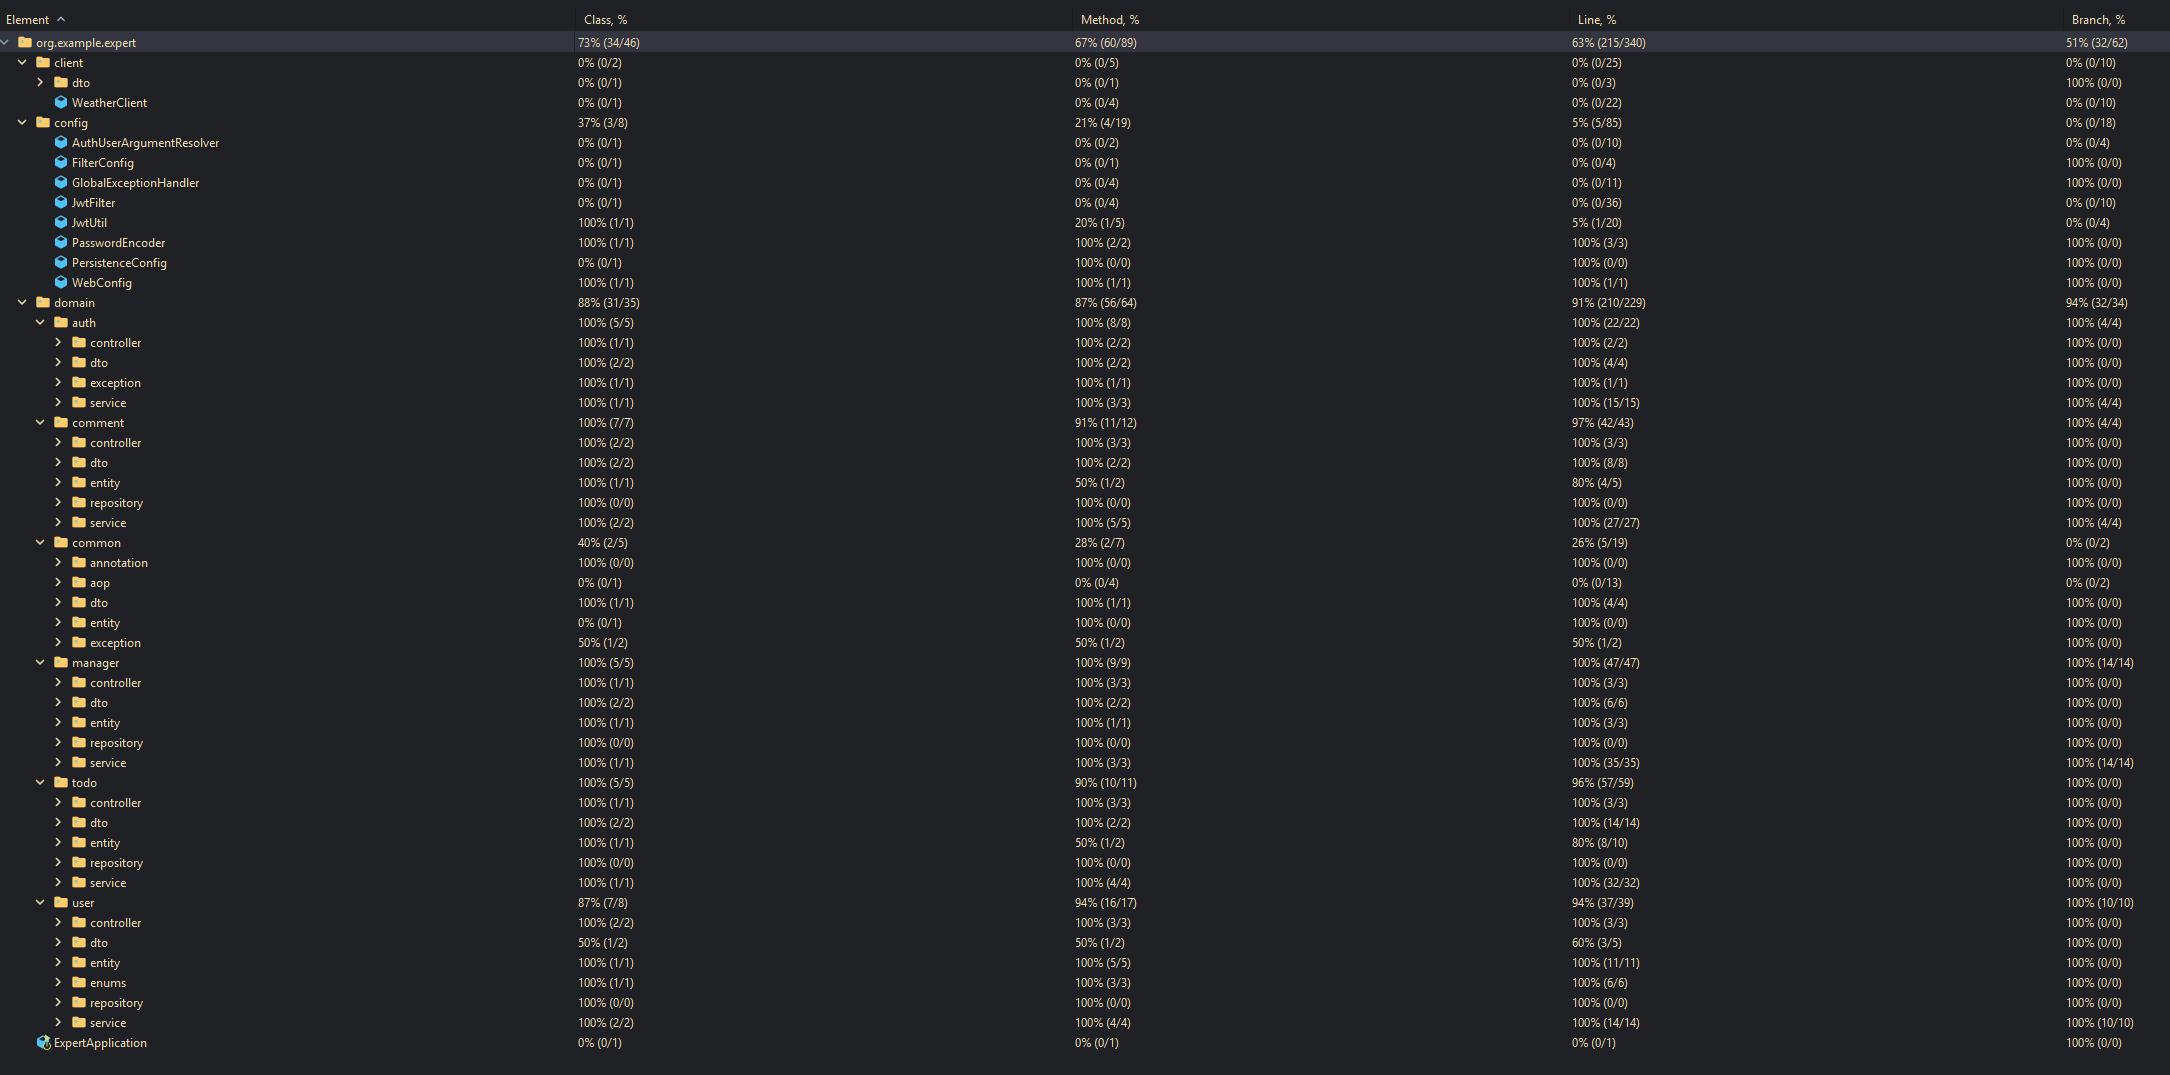 Element Class, % Method, % Line, % Branch, %
org.example.expert 73% (34/46) 67% (60/89) 63% (215/340) 51% (32/62)
client 0% (0/2) 0% (0/5) 0% (0/25) 0% (0/10)
dto 0% (0/1) 0% (0/1) 0% (0/3) 100% (0/0)
WeatherClient 0% (0/1) 0% (0/4) 0% (0/22) 0% (0/10)
config 37% (3/8) 21% (4/19) 5% (5/85) 0% (0/18)
AuthUserArgumentResolver 0% (0/1) 0% (0/2) 0% (0/10) 0% (0/4)
FilterConfig 0% (0/1) 0% (0/1) 0% (0/4) 100% (0/0)
GlobalExceptionHandler 0% (0/1) 0% (0/4) 0% (0/11) 100% (0/0)
JwtFilter 0% (0/1) 0% (0/4) 0% (0/36) 0% (0/10)
JwtUtil 100% (1/1) 20% (1/5) 5% (1/20) 0% (0/4)
PasswordEncoder 100% (1/1) 100% (2/2) 100% (3/3) 100% (0/0)
PersistenceConfig 0% (0/1) 100% (0/0) 100% (0/0) 100% (0/0)
WebConfig 100% (1/1) 100% (1/1) 100% (1/1) 100% (0/0)
domain 88% (31/35) 87% (56/64) 91% (210/229) 94% (32/34)
auth 100% (5/5) 100% (8/8) 100% (22/22) 100% (4/4)
controller 100% (1/1) 100% (2/2) 100% (2/2) 100% (0/0)
dto 100% (2/2) 100% (2/2) 100% (4/4) 100% (0/0)
exception 100% (1/1) 100% (1/1) 100% (1/1) 100% (0/0)
service 100% (1/1) 100% (3/3) 100% (15/15) 100% (4/4)
comment 100% (7/7) 91% (11/12) 97% (42/43) 100% (4/4)
controller 100% (2/2) 100% (3/3) 100% (3/3) 100% (0/0)
dto 100% (2/2) 100% (2/2) 100% (8/8) 100% (0/0)
entity 100% (1/1) 50% (1/2) 80% (4/5) 100% (0/0)
repository 100% (0/0) 100% (0/0) 100% (0/0) 100% (0/0)
service 100% (2/2) 100% (5/5) 100% (27/27) 100% (4/4)
common 40% (2/5) 28% (2/7) 26% (5/19) 0% (0/2)
annotation 100% (0/0) 100% (0/0) 100% (0/0) 100% (0/0)
aop 0% (0/1) 0% (0/4) 0% (0/13) 0% (0/2)
dto 100% (1/1) 100% (1/1) 100% (4/4) 100% (0/0)
entity 0% (0/1) 100% (0/0) 100% (0/0) 100% (0/0)
exception 50% (1/2) 50% (1/2) 50% (1/2) 100% (0/0)
manager 100% (5/5) 100% (9/9) 100% (47/47) 100% (14/14)
controller 100% (1/1) 100% (3/3) 100% (3/3) 100% (0/0)
dto 100% (2/2) 100% (2/2) 100% (6/6) 100% (0/0)
entity 100% (1/1) 100% (1/1) 100% (3/3) 100% (0/0)
repository 100% (0/0) 100% (0/0) 100% (0/0) 100% (0/0)
service 100% (1/1) 100% (3/3) 100% (35/35) 100% (14/14)
todo 100% (5/5) 90% (10/11) 96% (57/59) 100% (0/0)
controller 100% (1/1) 100% (3/3) 100% (3/3) 100% (0/0)
dto 100% (2/2) 100% (2/2) 100% (14/14) 100% (0/0)
entity 100% (1/1) 50% (1/2) 80% (8/10) 100% (0/0)
repository 100% (0/0) 100% (0/0) 100% (0/0) 100% (0/0)
service 100% (1/1) 100% (4/4) 100% (32/32) 100% (0/0)
user 87% (7/8) 94% (16/17) 94% (37/39) 100% (10/10)
controller 100% (2/2) 100% (3/3) 100% (3/3) 100% (0/0)
dto 50% (1/2) 50% (1/2) 60% (3/5) 100% (0/0)
entity 100% (1/1) 100% (5/5) 100% (11/11) 100% (0/0)
enums 100% (1/1) 100% (3/3) 100% (6/6) 100% (0/0)
repository 100% (0/0) 100% (0/0) 100% (0/0) 100% (0/0)
service 100% (2/2) 100% (4/4) 100% (14/14) 100% (10/10)
ExpertApplication 0% (0/1) 0% (0/1) 0% (0/1) 100% (0/0)